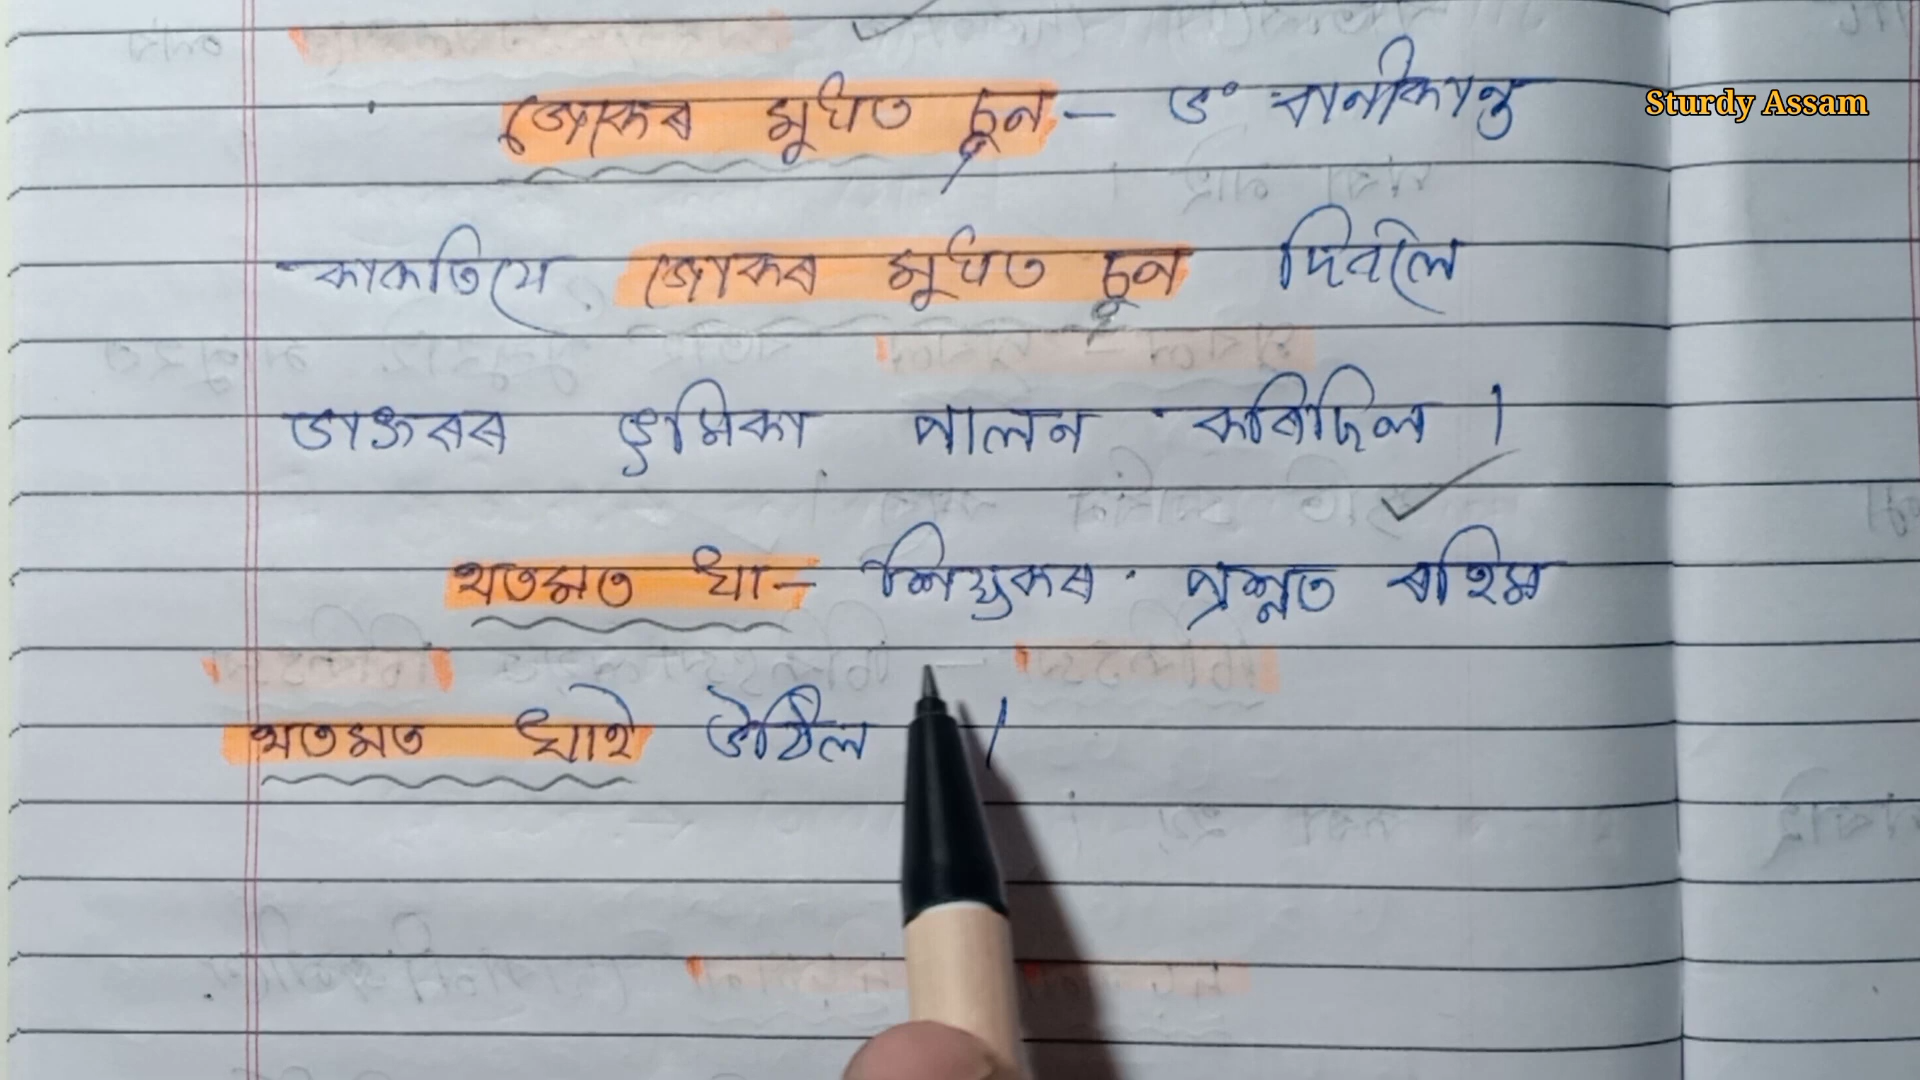 জোকৰ মুখত চুন - ড° বানীকান্ত
Sturdy Assam
কাকতিয়ে জোকৰ মুখত চুন দিবলৈ
ডাক্তৰৰ ভূমিকা পালন কৰিছিল ।
থতমত খা - শিক্ষকৰ প্ৰশ্নত ৰহিম
থতমত খাই উঠিল ।